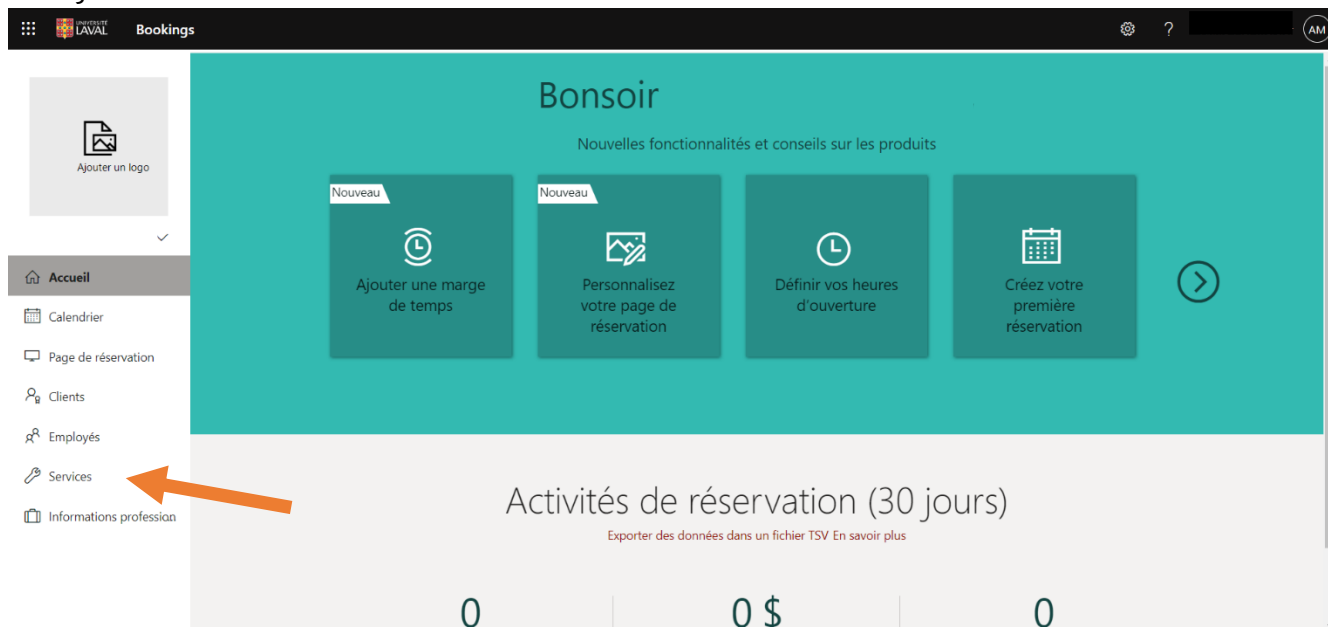 UNIVERSITÉ
LAVAL
Bookings
?
AM
Ajouter un logo
Accueil
Calendrier
Page de réservation
Clients
Employés
Services
Informations profession
Bonsoir
Nouvelles fonctionnalités et conseils sur les produits
Nouveau
Ajouter une marge
de temps
Nouveau
Personnalisez
votre page de
réservation
Définir vos heures
d'ouverture
Créez votre
première
réservation
Activités de réservation (30 jours)
Exporter des données dans un fichier TSV En savoir plus
0
0 $
0